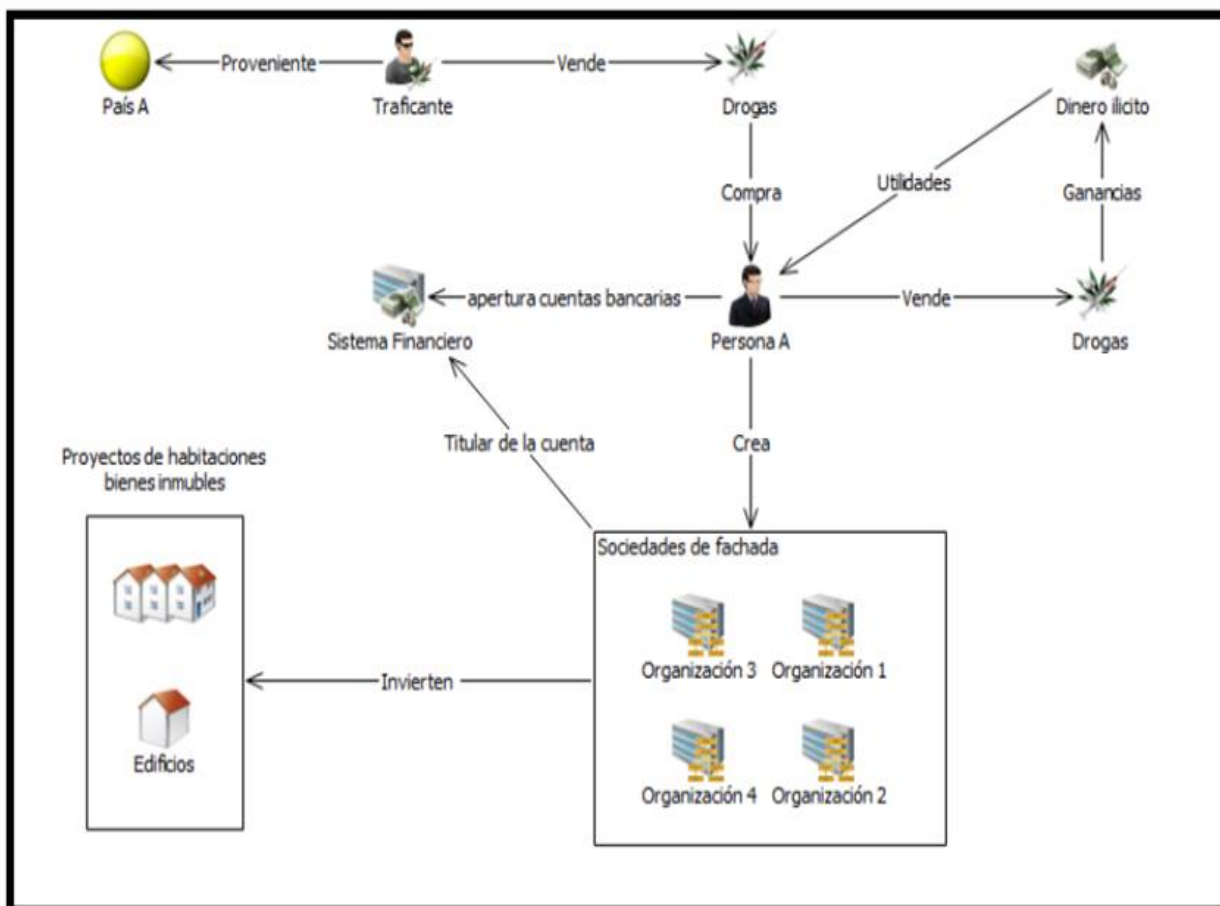 Proveniente
Vende
País A
Traficante
Drogas
Dinero ilicito
Compra
Utilidades
Ganancias
apertura cuentas bancarias
Vende
Sistema Financiero
Persona A
Drogas
Titular de la cuenta
Crea
Proyectos de habitaciones
bienes inmubles
Sociedades de fachada
Organización 3
Organización 1
Invierten
Edificios
Organización 4
Organización 2